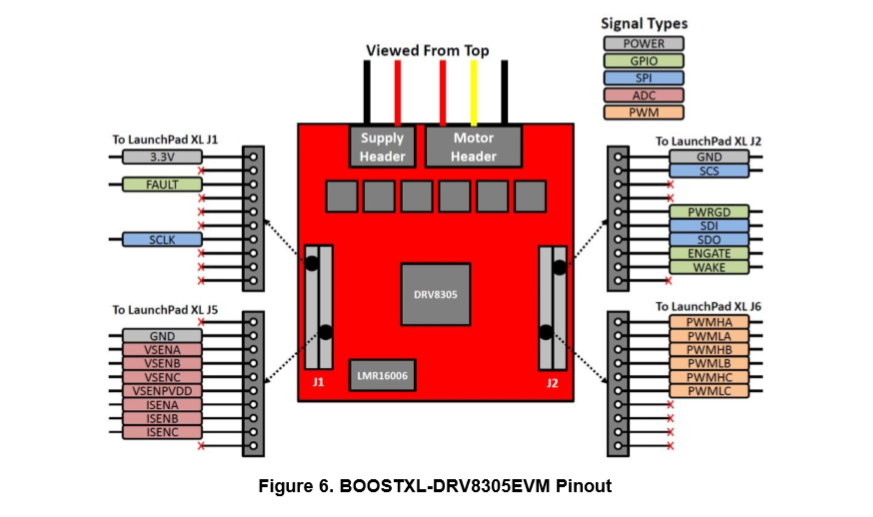 Signal Types
POWER
GPIO
SPI
ADC
PWM
Viewed From Top
Supply
Header
Motor
Header
To LaunchPad XL J1
3.3V
FAULT
SCLK
To LaunchPad XL J2
GND
SCS
PWRGD
SDI
SDO
ENGATE
WAKE
DRV8305
LMR16006
J1
J2
To LaunchPad XL J5
GND
VSENA
VSENB
VSENC
VSENPVDD
ISENA
ISENB
ISENC
To LaunchPad XL J6
PWMHA
PWMLA
PWMHB
PWMLB
PWMHC
PWMLC
Figure 6. BOOSTXL-DRV8305EVM Pinout